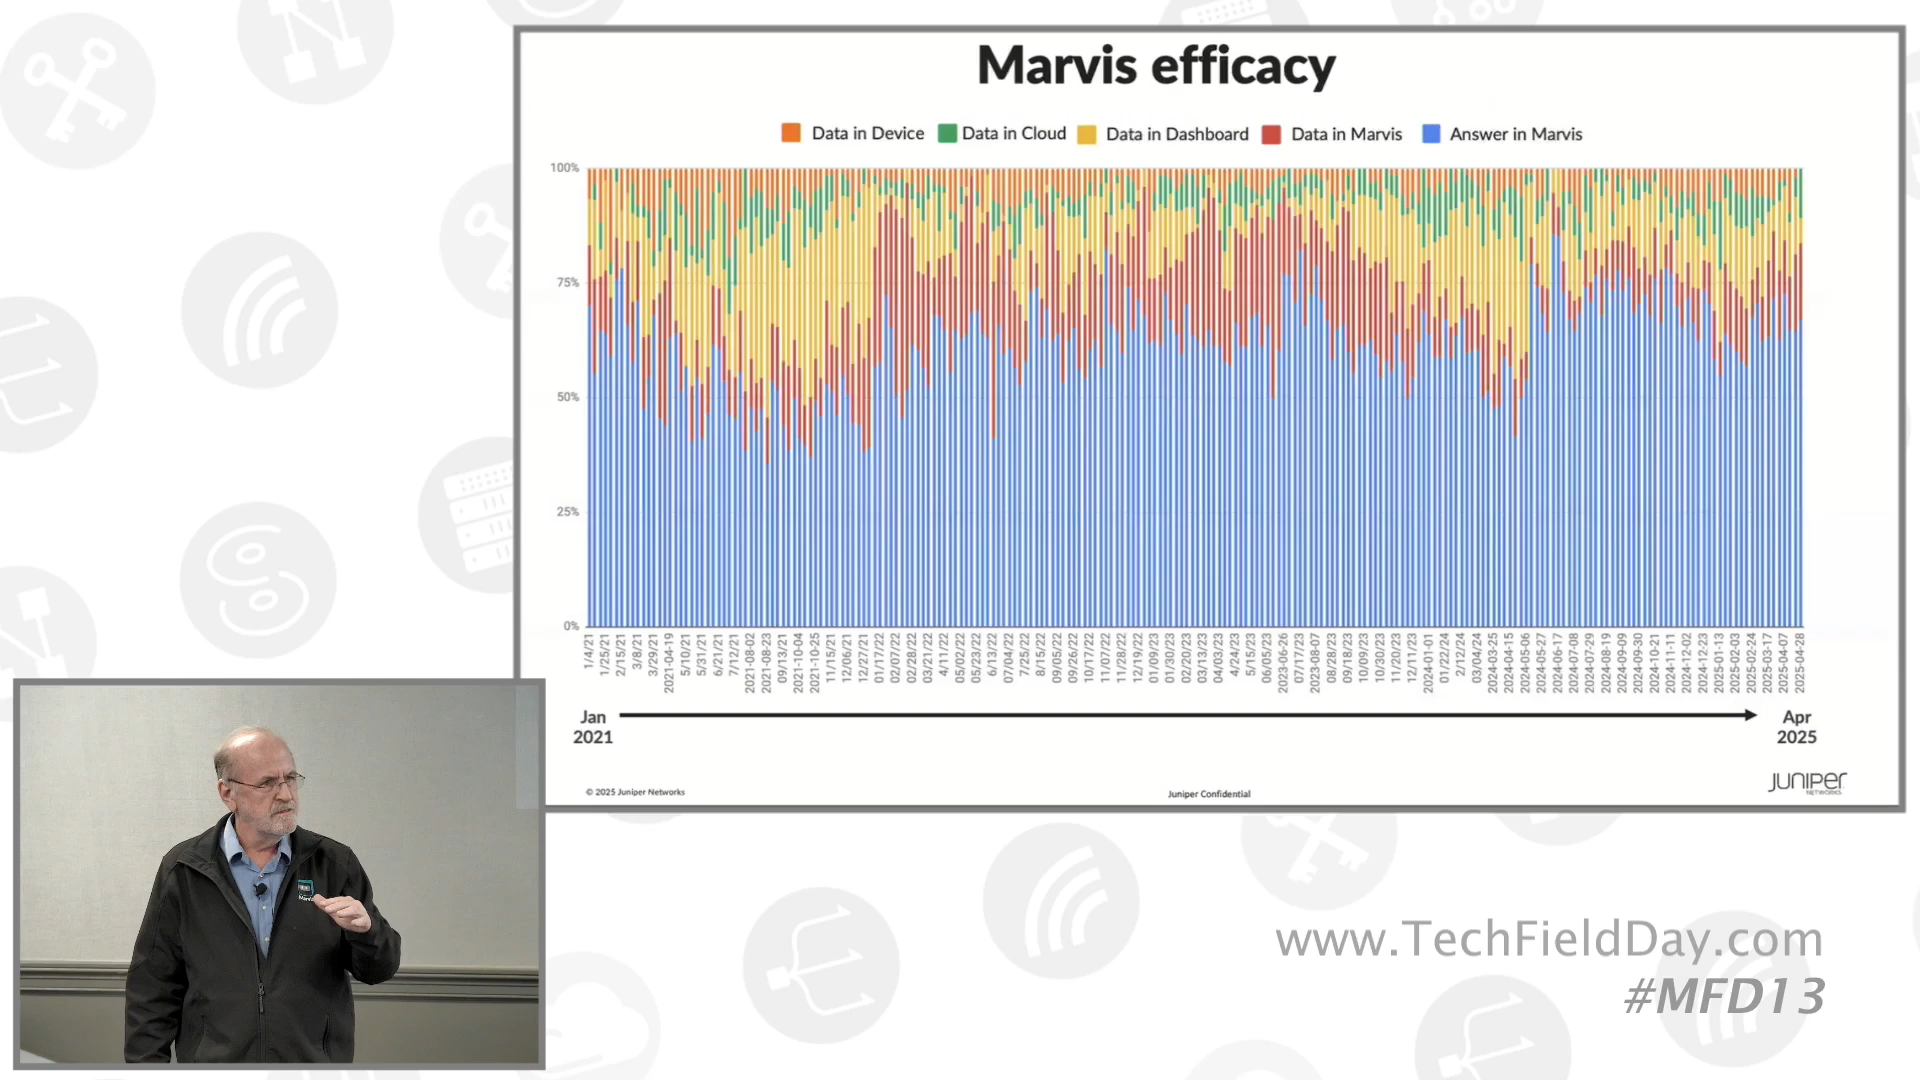 Marvis efficacy
Data in Device Data in Cloud Data in Dashboard Data in Marvis Answer in Marvis
100%
75%
50%
25%
0%
1/4/21 1/25/21 2/15/21 3/8/21 3/29/21 2021-04-19 5/10/21 5/31/21 6/21/21 7/12/21 2021-08-02 2021-08-23 09/13/21 2021-10-04 2021-10-25 11/15/21 12/06/21 12/27/21 01/17/22 02/07/22 02/28/22 03/21/22 4/11/22 05/02/22 05/23/22 6/13/22 07/04/22 7/25/22 8/15/22 09/05/22 09/26/22 10/17/22 11/07/22 11/28/22 12/19/22 01/09/23 01/30/23 02/20/23 03/13/23 04/03/23 4/24/23 5/15/23 06/05/23 2023-06-26 07/17/23 2023-08-07 08/28/23 09/18/23 10/09/23 10/30/23 11/20/23 12/11/23 2024-01-01 01/22/24 2/12/24 03/04/24 2024-03-25 2024-04-15 2024-05-06 2024-05-27 2024-06-17 2024-07-08 2024-07-29 2024-08-19 2024-09-09 2024-09-30 2024-10-21 2024-11-11 2024-12-02 2024-12-23 2025-01-13 2025-02-03 2025-02-24 2025-03-17 2025-04-07 2025-04-28
Jan
2021
Apr
2025
© 2025 Juniper Networks
Juniper Confidential
JUNIPER
NETWORKS
www.TechFieldDay.com
#MFD13